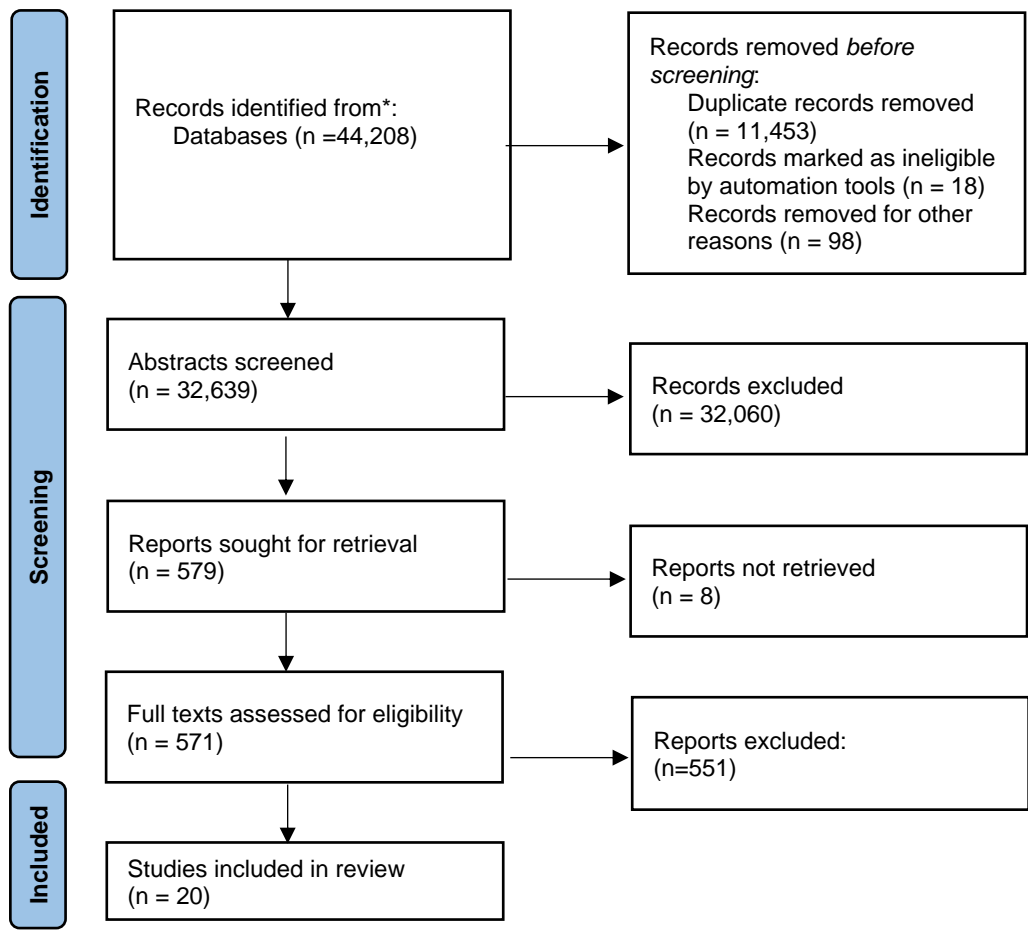 Identification
Records identified from*:
Databases (n =44,208)
Records removed before
screening:
Duplicate records removed
(n = 11,453)
Records marked as ineligible
by automation tools (n = 18)
Records removed for other
reasons (n = 98)
Screening
Abstracts screened
(n = 32,639)
Records excluded
(n = 32,060)
Reports sought for retrieval
(n = 579)
Reports not retrieved
(n = 8)
Full texts assessed for eligibility
(n = 571)
Reports excluded:
(n=551)
Included
Studies included in review
(n = 20)